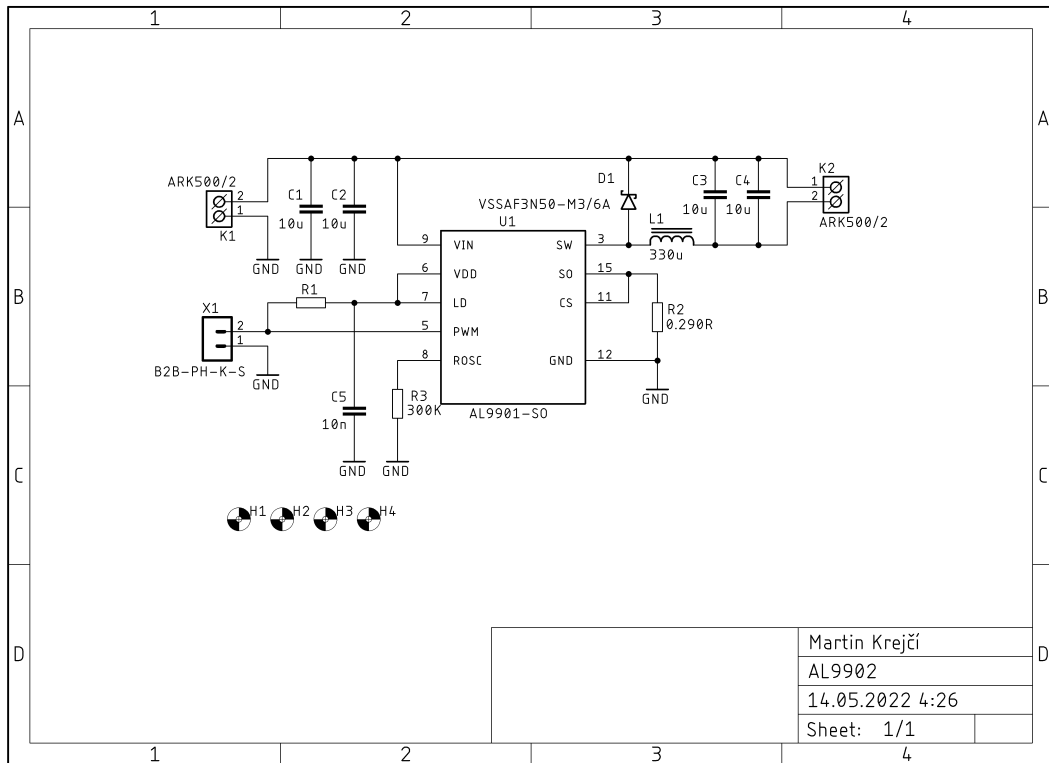 1 2 3 4
A A
ARK500/2 D1 C3 C4 K2
2 C1 C2 VSSAF3N50-M3/6A 10u 10u 1
1 10u 10u U1 L1 2
K1 ARK500/2
9 VIN SW 3 330u
GND GND GND
6 VDD SO 15
B B
R1 7 LD CS 11 R2
X1 0.290R
2 5 PWM
1
8 ROSC GND 12
B2B-PH-K-S GND
C5 R3 GND
10n 300K AL9901-SO
GND GND
C C
H1 H2 H3 H4
D D
Martin Krejčí
AL9902
14.05.2022 4:26
Sheet: 1/1
1 2 3 4